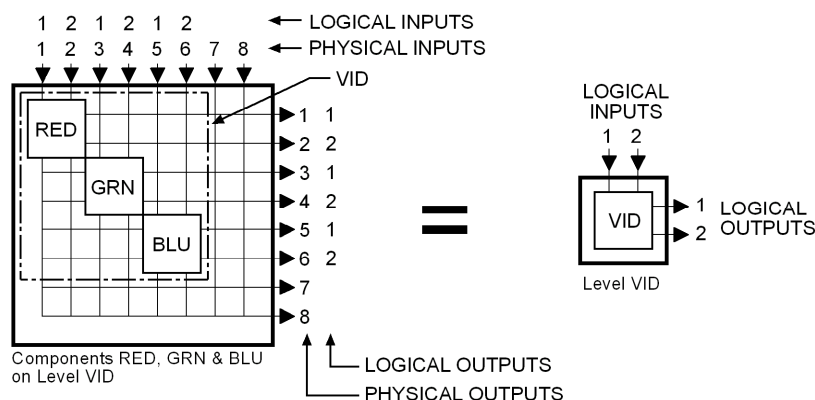 1 2 1 2 1 2 LOGICAL INPUTS
1 2 3 4 5 6 7 8 PHYSICAL INPUTS
VID
RED
GRN
BLU
1 1
2 2
3 1
4 2
5 1
6 2
7
8
Components RED, GRN & BLU
on Level VID
LOGICAL OUTPUTS
PHYSICAL OUTPUTS
=
LOGICAL
INPUTS
1 2
VID
1
2
LOGICAL
OUTPUTS
Level VID